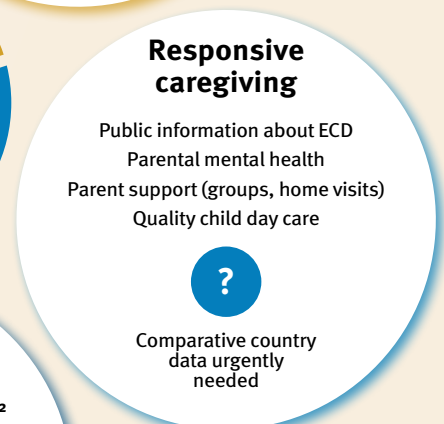 Responsive
caregiving
Public information about ECD
Parental mental health
Parent support (groups, home visits)
Quality child day care
?
Comparative country
data urgently
needed
2